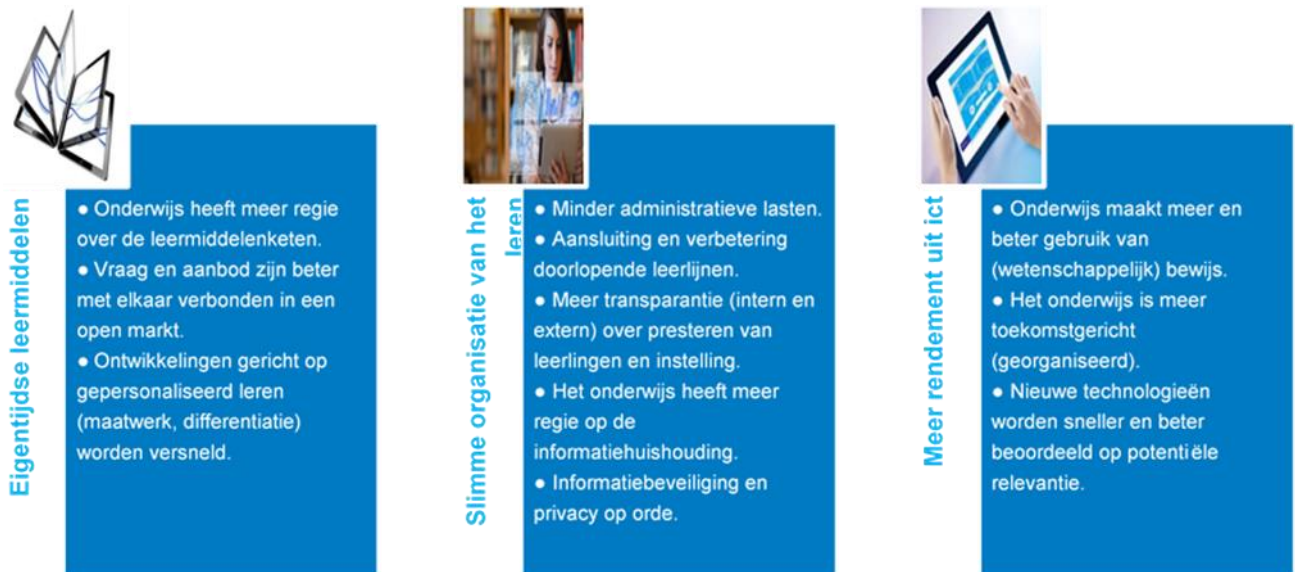 Eigentijdse leermiddelen
● Onderwijs heeft meer regie
over de leermiddelenketen.
● Vraag en aanbod zijn beter
met elkaar verbonden in een
open markt.
● Ontwikkelingen gericht op
gepersonaliseerd leren
(maatwerk, differentiatie)
worden versneld.
Slimme organisatie van het
leren
● Minder administratieve lasten.
● Aansluiting en verbetering
doorlopende leerlijnen.
● Meer transparantie (intern en
extern) over presteren van
leerlingen en instelling.
● Het onderwijs heeft meer
regie op de
informatiehuishouding.
● Informatiebeveiliging en
privacy op orde.
Meer rendement uit ict
● Onderwijs maakt meer en
beter gebruik van
(wetenschappelijk) bewijs.
● Het onderwijs is meer
toekomstgericht
(georganiseerd).
● Nieuwe technologieën
worden sneller en beter
beoordeeld op potentiële
relevantie.